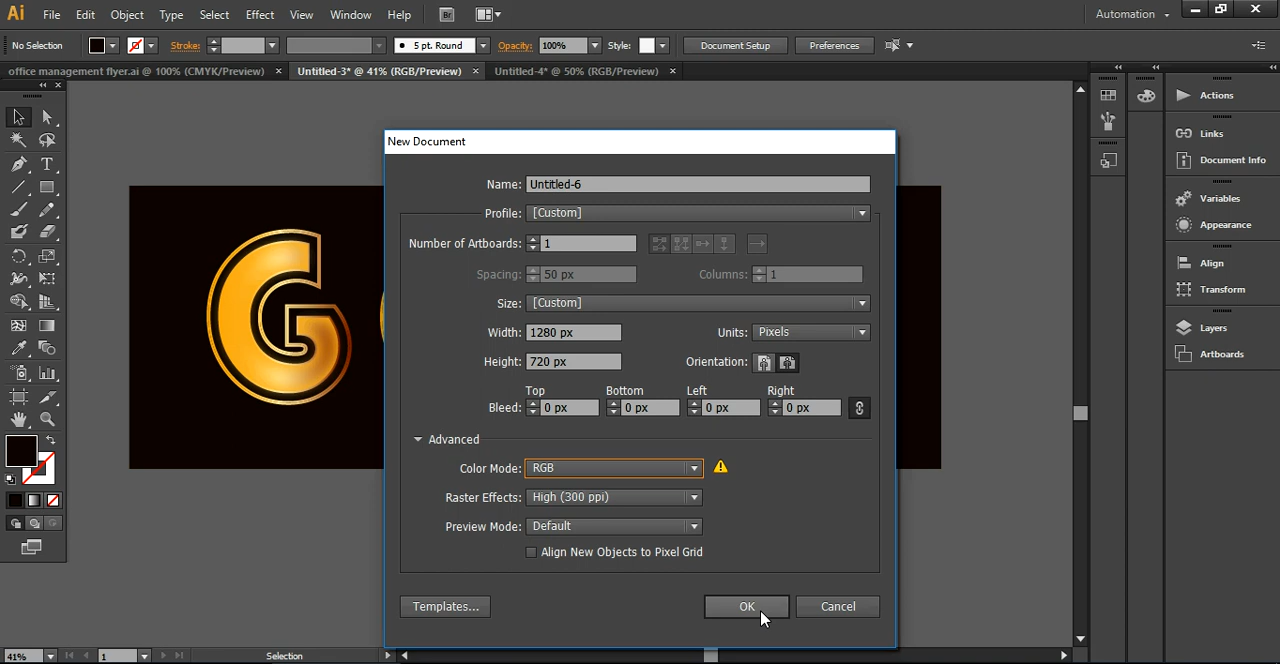 Ai File Edit Object Type Select Effect View Window Help Br Automation
No Selection Stroke: 5 pt. Round Opacity: 100% Style: Document Setup Preferences
office management flyer.ai @ 100% (CMYK/Preview) × Untitled-3* @ 41% (RGB/Preview) × Untitled-4* @ 50% (RGB/Preview) ×
New Document
Name: Untitled-6
Profile: [Custom]
Number of Artboards: 1
Spacing: 50 px Columns: 1
Size: [Custom]
Width: 1280 px Units: Pixels
Height: 720 px Orientation:
Top Bottom Left Right
Bleed: 0 px 0 px 0 px 0 px
Advanced
Color Mode: RGB
Raster Effects: High (300 ppi)
Preview Mode: Default
Align New Objects to Pixel Grid
Templates... OK Cancel
G
Actions
Links
Document Info
Variables
Appearance
Align
Transform
Layers
Artboards
41% 1 Selection